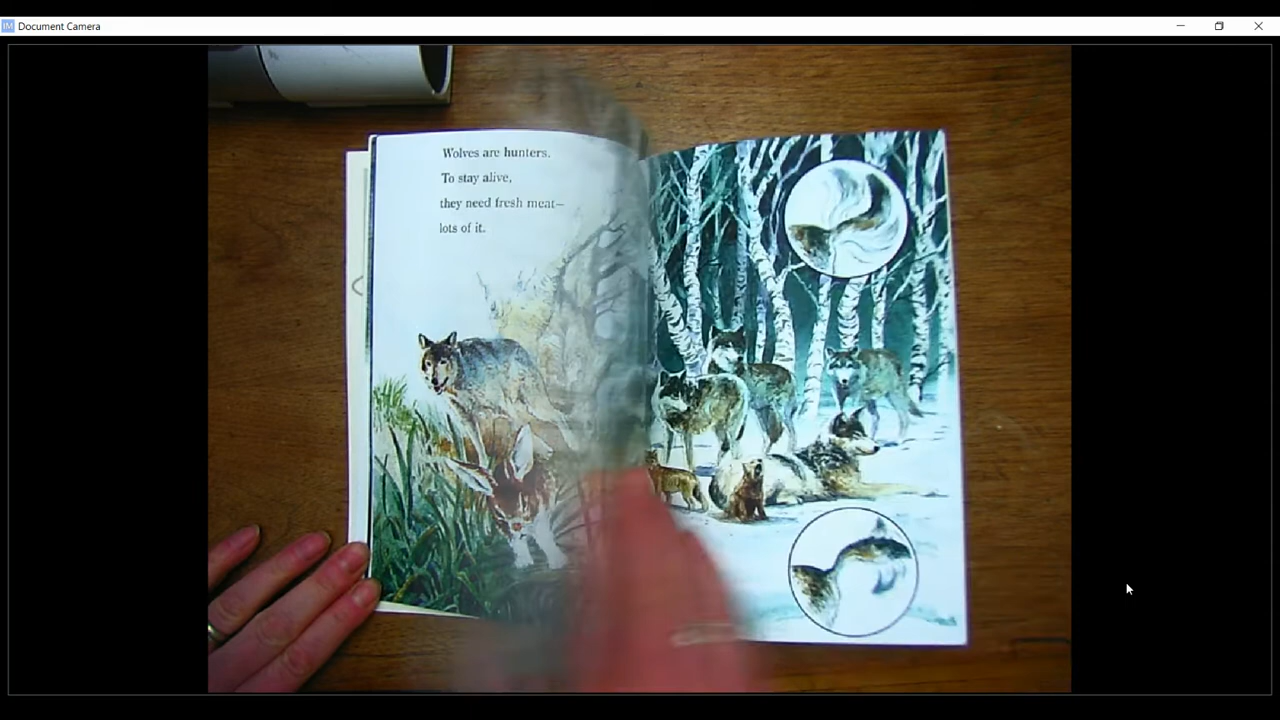 Document Camera
Wolves are hunters.
To stay alive,
they need fresh meat—
lots of it.